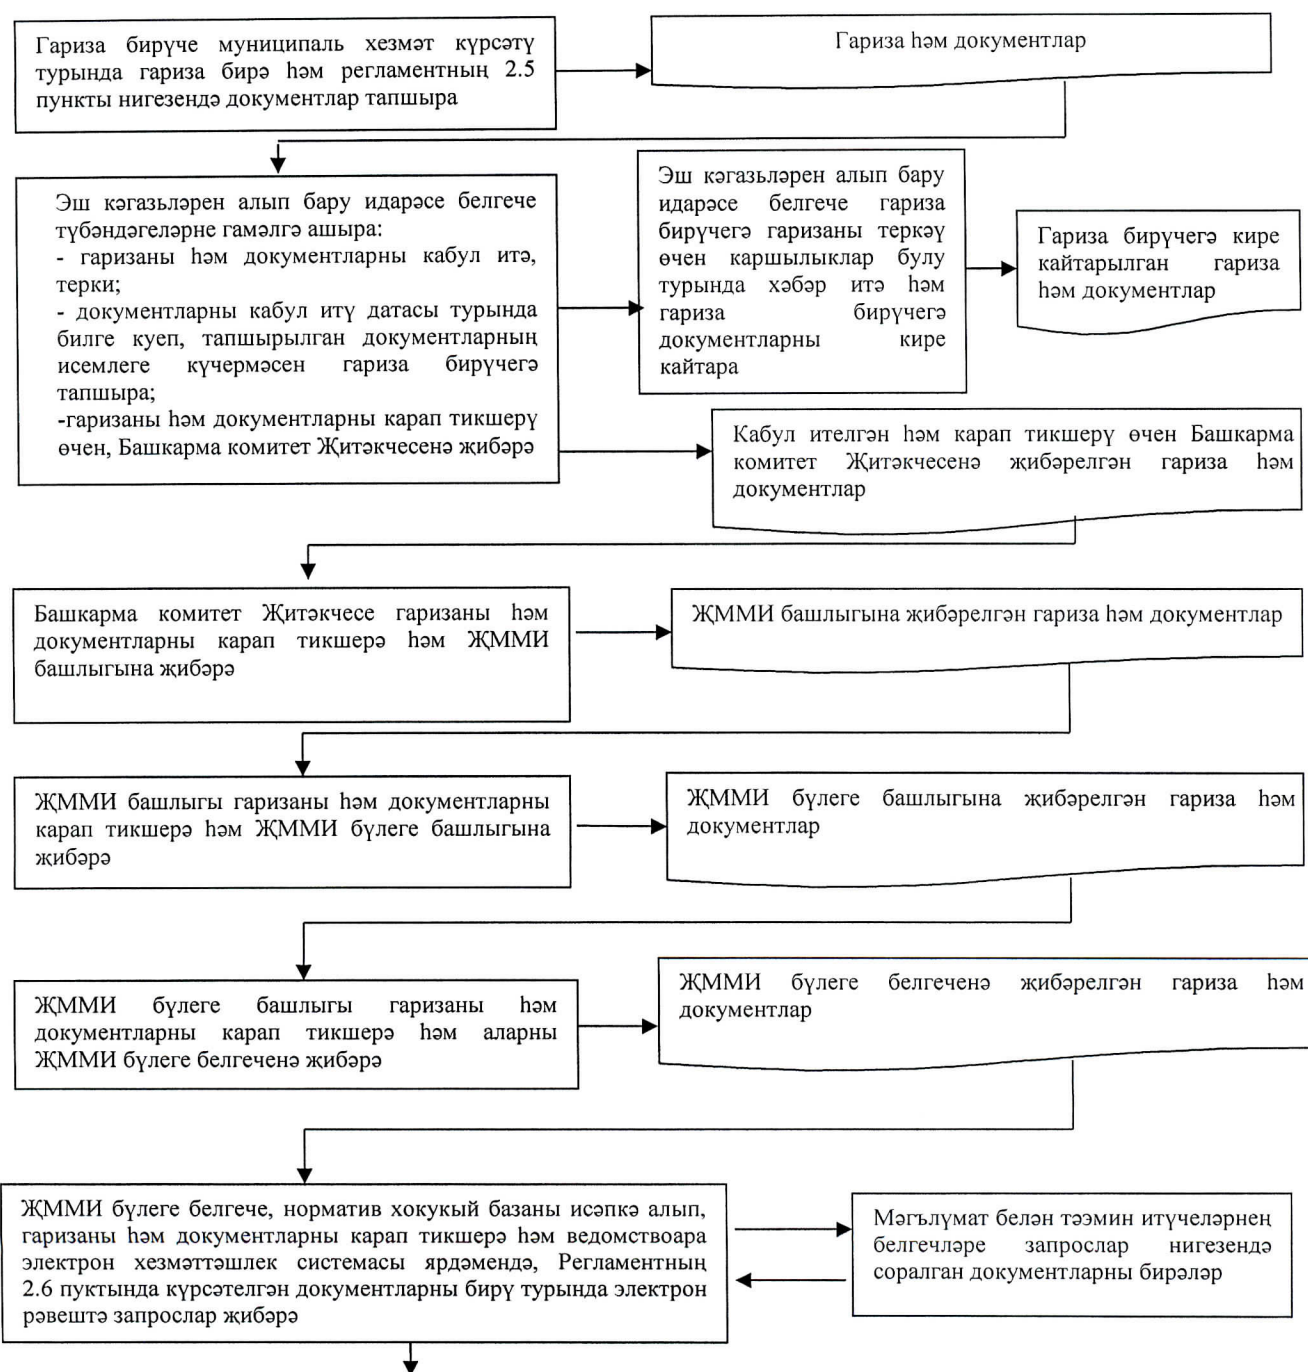 Гариза бирүче муниципаль хезмәт күрсәтү
турында гариза бирә һәм регламентның 2.5
пункты нигезендә документлар тапшыра
Гариза һәм документлар
Эш кәгазьләрен алып бару идарәсе белгече
түбәндәгеләрне гамәлгә ашыра:
- гаризаны һәм документларны кабул итә,
терки;
- документларны кабул итү датасы турында
билге куеп, тапшырылган документларның
исемлеге күчермәсен гариза бирүчегә
тапшыра;
-гаризаны һәм документларны карап тикшерү
өчен, Башкарма комитет Җитәкчесенә җибәрә
Эш кәгазьләрен алып бару
идарәсе белгече гариза
бирүчегә гаризаны теркәү
өчен каршылыклар булу
турында хәбәр итә һәм
гариза бирүчегә
документларны кире
кайтара
Гариза бирүчегә кире
кайтарылган гариза
һәм документлар
Кабул ителгән һәм карап тикшерү өчен Башкарма
комитет Җитәкчесенә җибәрелгән гариза һәм
документлар
Башкарма комитет Җитәкчесе гаризаны һәм
документларны карап тикшерә һәм ҖММИ
башлыгына җибәрә
ҖММИ башлыгына җибәрелгән гариза һәм документлар
ҖММИ башлыгы гаризаны һәм документларны
карап тикшерә һәм ҖММИ бүлеге башлыгына
җибәрә
ҖММИ бүлеге башлыгына җибәрелгән гариза һәм
документлар
ҖММИ бүлеге башлыгы гаризаны һәм
документларны карап тикшерә һәм аларны
ҖММИ бүлеге белгеченә җибәрә
ҖММИ бүлеге белгеченә җибәрелгән гариза һәм
документлар
ҖММИ бүлеге белгече, норматив хокукый базаны исәпкә алып,
гаризаны һәм документларны карап тикшерә һәм ведомствоара
электрон хезмәттәшлек системасы ярдәмендә, Регламентның
2.6 пуктында күрсәтелгән документларны бирү турында электрон
рәвештә запрослар җибәрә
Мәгълүмат белән тәэмин итүчеләрнең
белгечләре запрослар нигезендә
соралган документларны бирәләр